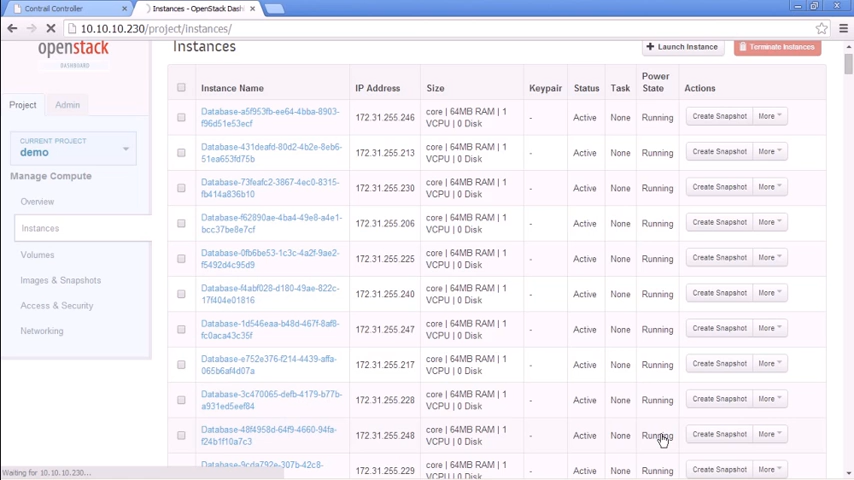 Contrail Controller
Instances - OpenStack Dash
10.10.10.230/project/instances/
openstack
DASHBOARD
Project
Admin
CURRENT PROJECT
demo
Manage Compute
Overview
Instances
Volumes
Images & Snapshots
Access & Security
Networking
Instances
Launch Instance
Terminate Instances
Instance Name IP Address Size Keypair Status Task Power State Actions
Database-a5f953fb-ee64-4bba-8903-
f96d51e53ecf
172.31.255.246 core | 64MB RAM | 1
VCPU | 0 Disk
- Active None Running Create Snapshot More
Database-431deafd-80d2-4b2e-8eb6-
51ea653fd75b
172.31.255.213 core | 64MB RAM | 1
VCPU | 0 Disk
- Active None Running Create Snapshot More
Database-73feafc2-3867-4ec0-8315-
fb414a836b10
172.31.255.230 core | 64MB RAM | 1
VCPU | 0 Disk
- Active None Running Create Snapshot More
Database-f62890ae-4ba4-49e8-a4e1-
bcc37be8e7cf
172.31.255.206 core | 64MB RAM | 1
VCPU | 0 Disk
- Active None Running Create Snapshot More
Database-0fb6be53-1c3c-4a2f-9ae2-
f5492d4c95d9
172.31.255.225 core | 64MB RAM | 1
VCPU | 0 Disk
- Active None Running Create Snapshot More
Database-f4abf028-d180-49ae-822c-
17f404e01816
172.31.255.240 core | 64MB RAM | 1
VCPU | 0 Disk
- Active None Running Create Snapshot More
Database-1d546eaa-b48d-467f-8af8-
fc0aca43c35f
172.31.255.247 core | 64MB RAM | 1
VCPU | 0 Disk
- Active None Running Create Snapshot More
Database-e752e376-f214-4439-affa-
065b6af4d07a
172.31.255.217 core | 64MB RAM | 1
VCPU | 0 Disk
- Active None Running Create Snapshot More
Database-3c470065-defb-4179-b77b-
a931ed5eef84
172.31.255.228 core | 64MB RAM | 1
VCPU | 0 Disk
- Active None Running Create Snapshot More
Database-48f4958d-64f9-4660-94fa-
f24b1f10a7c3
172.31.255.248 core | 64MB RAM | 1
VCPU | 0 Disk
- Active None Running Create Snapshot More
Database-9cda792e-307b-42c8-
172.31.255.229 core | 64MB RAM | 1
- Active None Running Create Snapshot More
Waiting for 10.10.10.230...